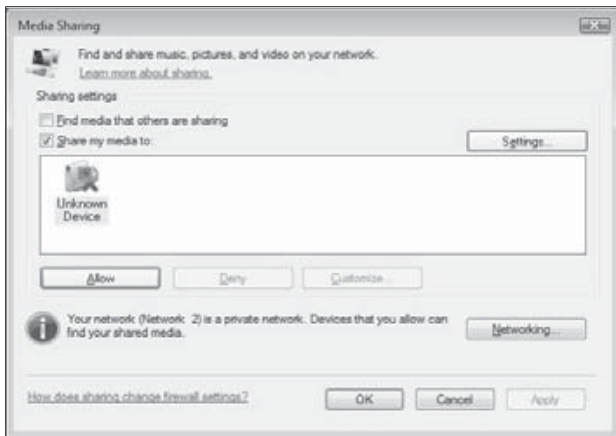 Media Sharing
Find and share music, pictures, and video on your network.
Learn more about sharing.
Sharing settings
Find media that others are sharing
Share my media to:
Settings...
Unknown
Device
Allow
Deny
Customize...
Your network (Network 2) is a private network. Devices that you allow can
find your shared media.
Networking...
How does sharing change firewall settings?
OK
Cancel
Apply